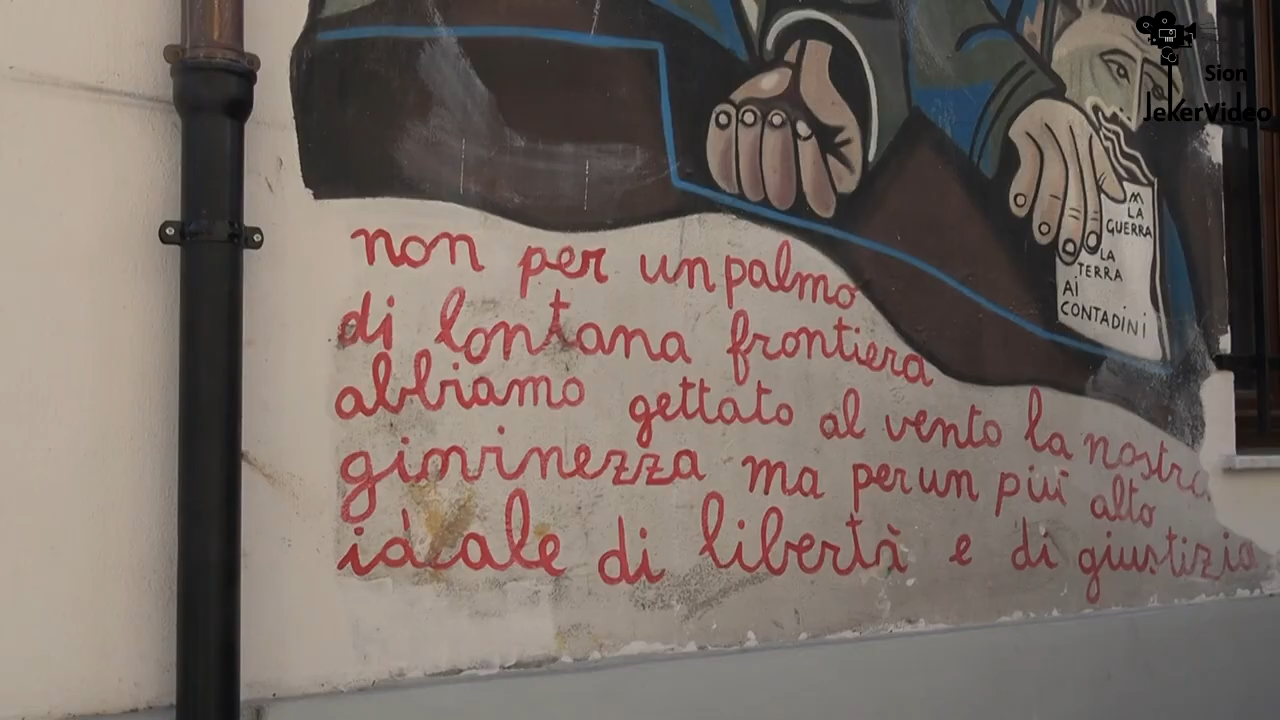 Sion
JekerVideo
M
LA
GUERRA
LA
TERRA
AI
CONTADINI
non per un palmo
di lontana frontiera
abbiamo gettato al vento la nostra
giovinezza ma per un più alto
ideale di libertà e di giustizia